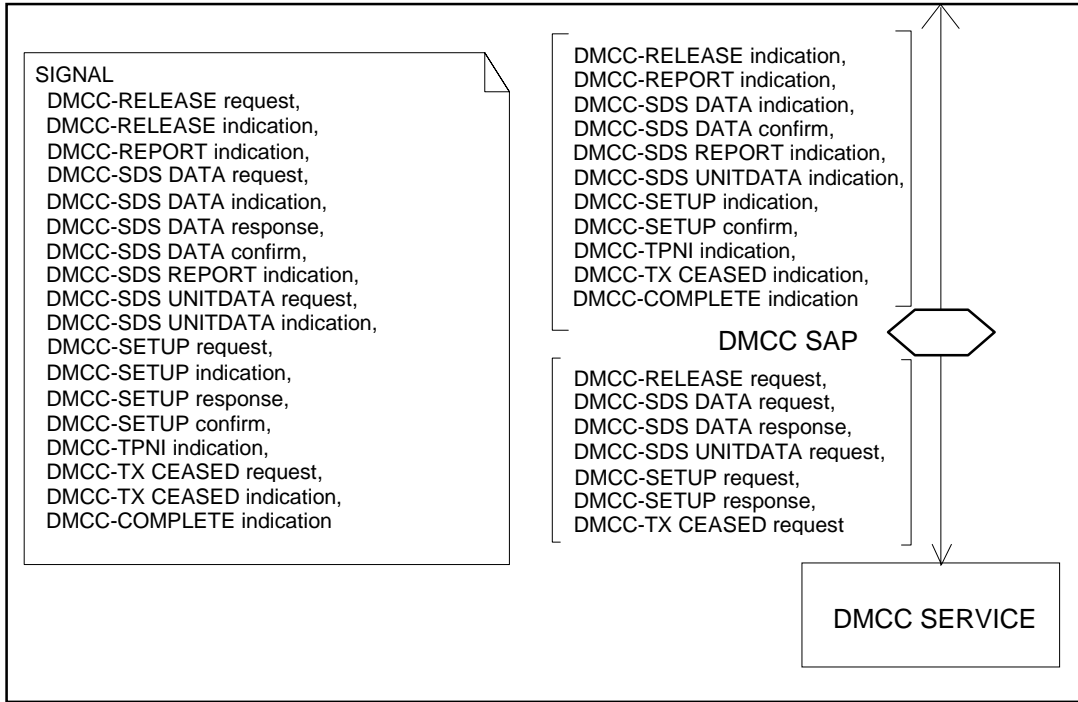 SIGNAL
DMCC-RELEASE request,
DMCC-RELEASE indication,
DMCC-REPORT indication,
DMCC-SDS DATA request,
DMCC-SDS DATA indication,
DMCC-SDS DATA response,
DMCC-SDS DATA confirm,
DMCC-SDS REPORT indication,
DMCC-SDS UNITDATA request,
DMCC-SDS UNITDATA indication,
DMCC-SETUP request,
DMCC-SETUP indication,
DMCC-SETUP response,
DMCC-SETUP confirm,
DMCC-TPNI indication,
DMCC-TX CEASED request,
DMCC-TX CEASED indication,
DMCC-COMPLETE indication
DMCC-RELEASE indication,
DMCC-REPORT indication,
DMCC-SDS DATA indication,
DMCC-SDS DATA confirm,
DMCC-SDS REPORT indication,
DMCC-SDS UNITDATA indication,
DMCC-SETUP indication,
DMCC-SETUP confirm,
DMCC-TPNI indication,
DMCC-TX CEASED indication,
DMCC-COMPLETE indication
DMCC SAP
DMCC-RELEASE request,
DMCC-SDS DATA request,
DMCC-SDS DATA response,
DMCC-SDS UNITDATA request,
DMCC-SETUP request,
DMCC-SETUP response,
DMCC-TX CEASED request
DMCC SERVICE